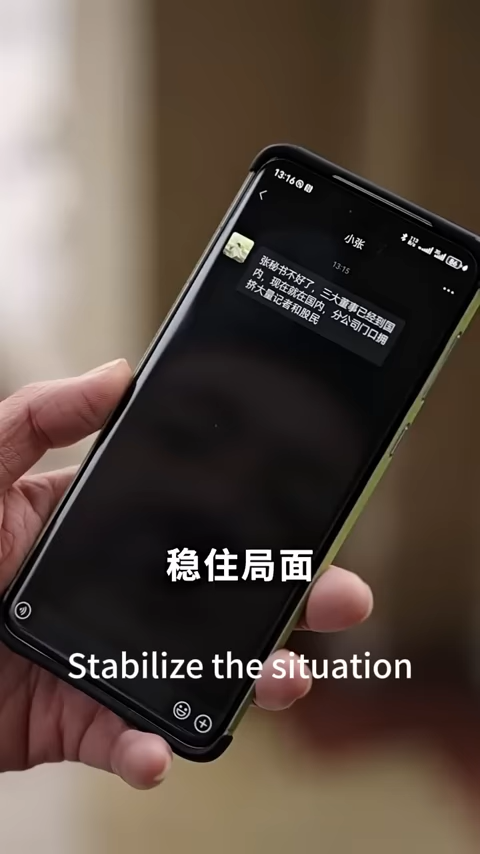 13:16
小张
13:15
张秘书不好了，三大董事已经到国
内，现在就在国内，分公司门口拥
挤大量记者和股民
稳住局面
Stabilize the situation